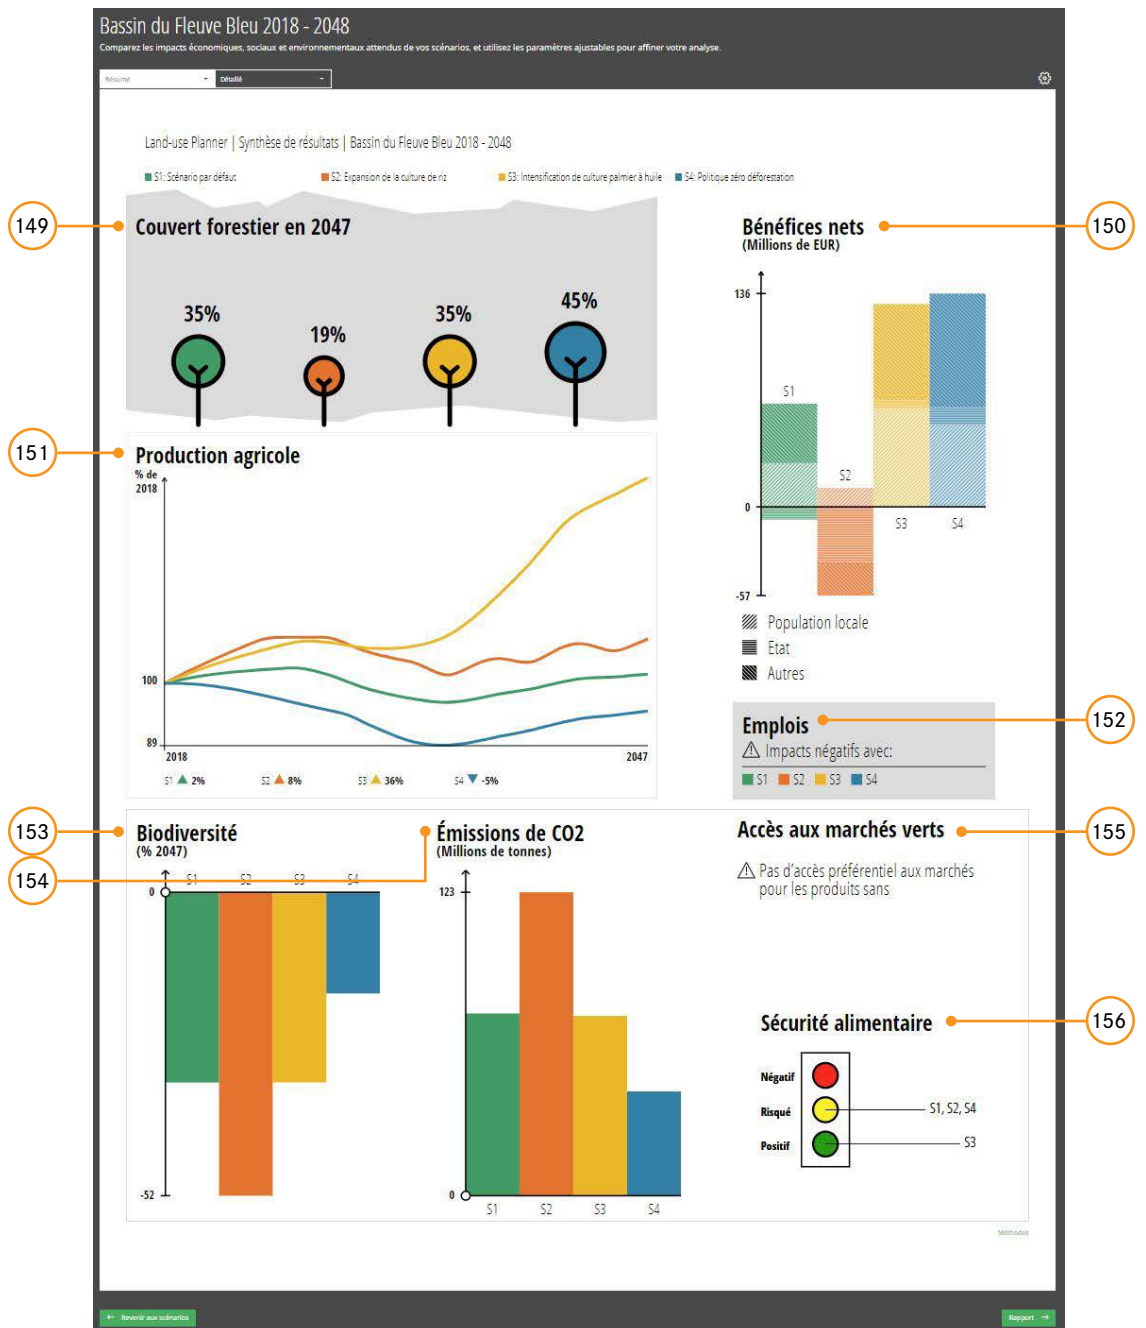 Bassin du Fleuve Bleu 2018 - 2048
Comparez les impacts économiques, sociaux et environnementaux attendus de vos scénarios, et utilisez les paramètres ajustables pour affiner votre analyse.
Résumé
Détaillé
Land-use Planner | Synthèse de résultats | Bassin du Fleuve Bleu 2018 - 2048
S1: Scénario par défaut
S2: Expansion de la culture de riz
S3: Intensification de culture palmier à huile
S4: Politique zéro déforestation
149
Couvert forestier en 2047
35%
19%
35%
45%
150
Bénéfices nets
(Millions de EUR)
136
0
-57
S1
S2
S3
S4
Population locale
Etat
Autres
151
Production agricole
% de
2018
100
89
2018
2047
S1 2%
S2 8%
S3 36%
S4 -5%
152
Emplois
Impacts négatifs avec:
S1 S2 S3 S4
153
Biodiversité
(% 2047)
0
-52
S1
S2
S3
S4
154
Émissions de CO2
(Millions de tonnes)
123
0
S1
S2
S3
S4
155
Accès aux marchés verts
Pas d'accès préférentiel aux marchés
pour les produits sans
156
Sécurité alimentaire
Négatif
Risqué
S1, S2, S4
Positif
S3
Méthodes
← Revenir aux scénarios
Rapport →